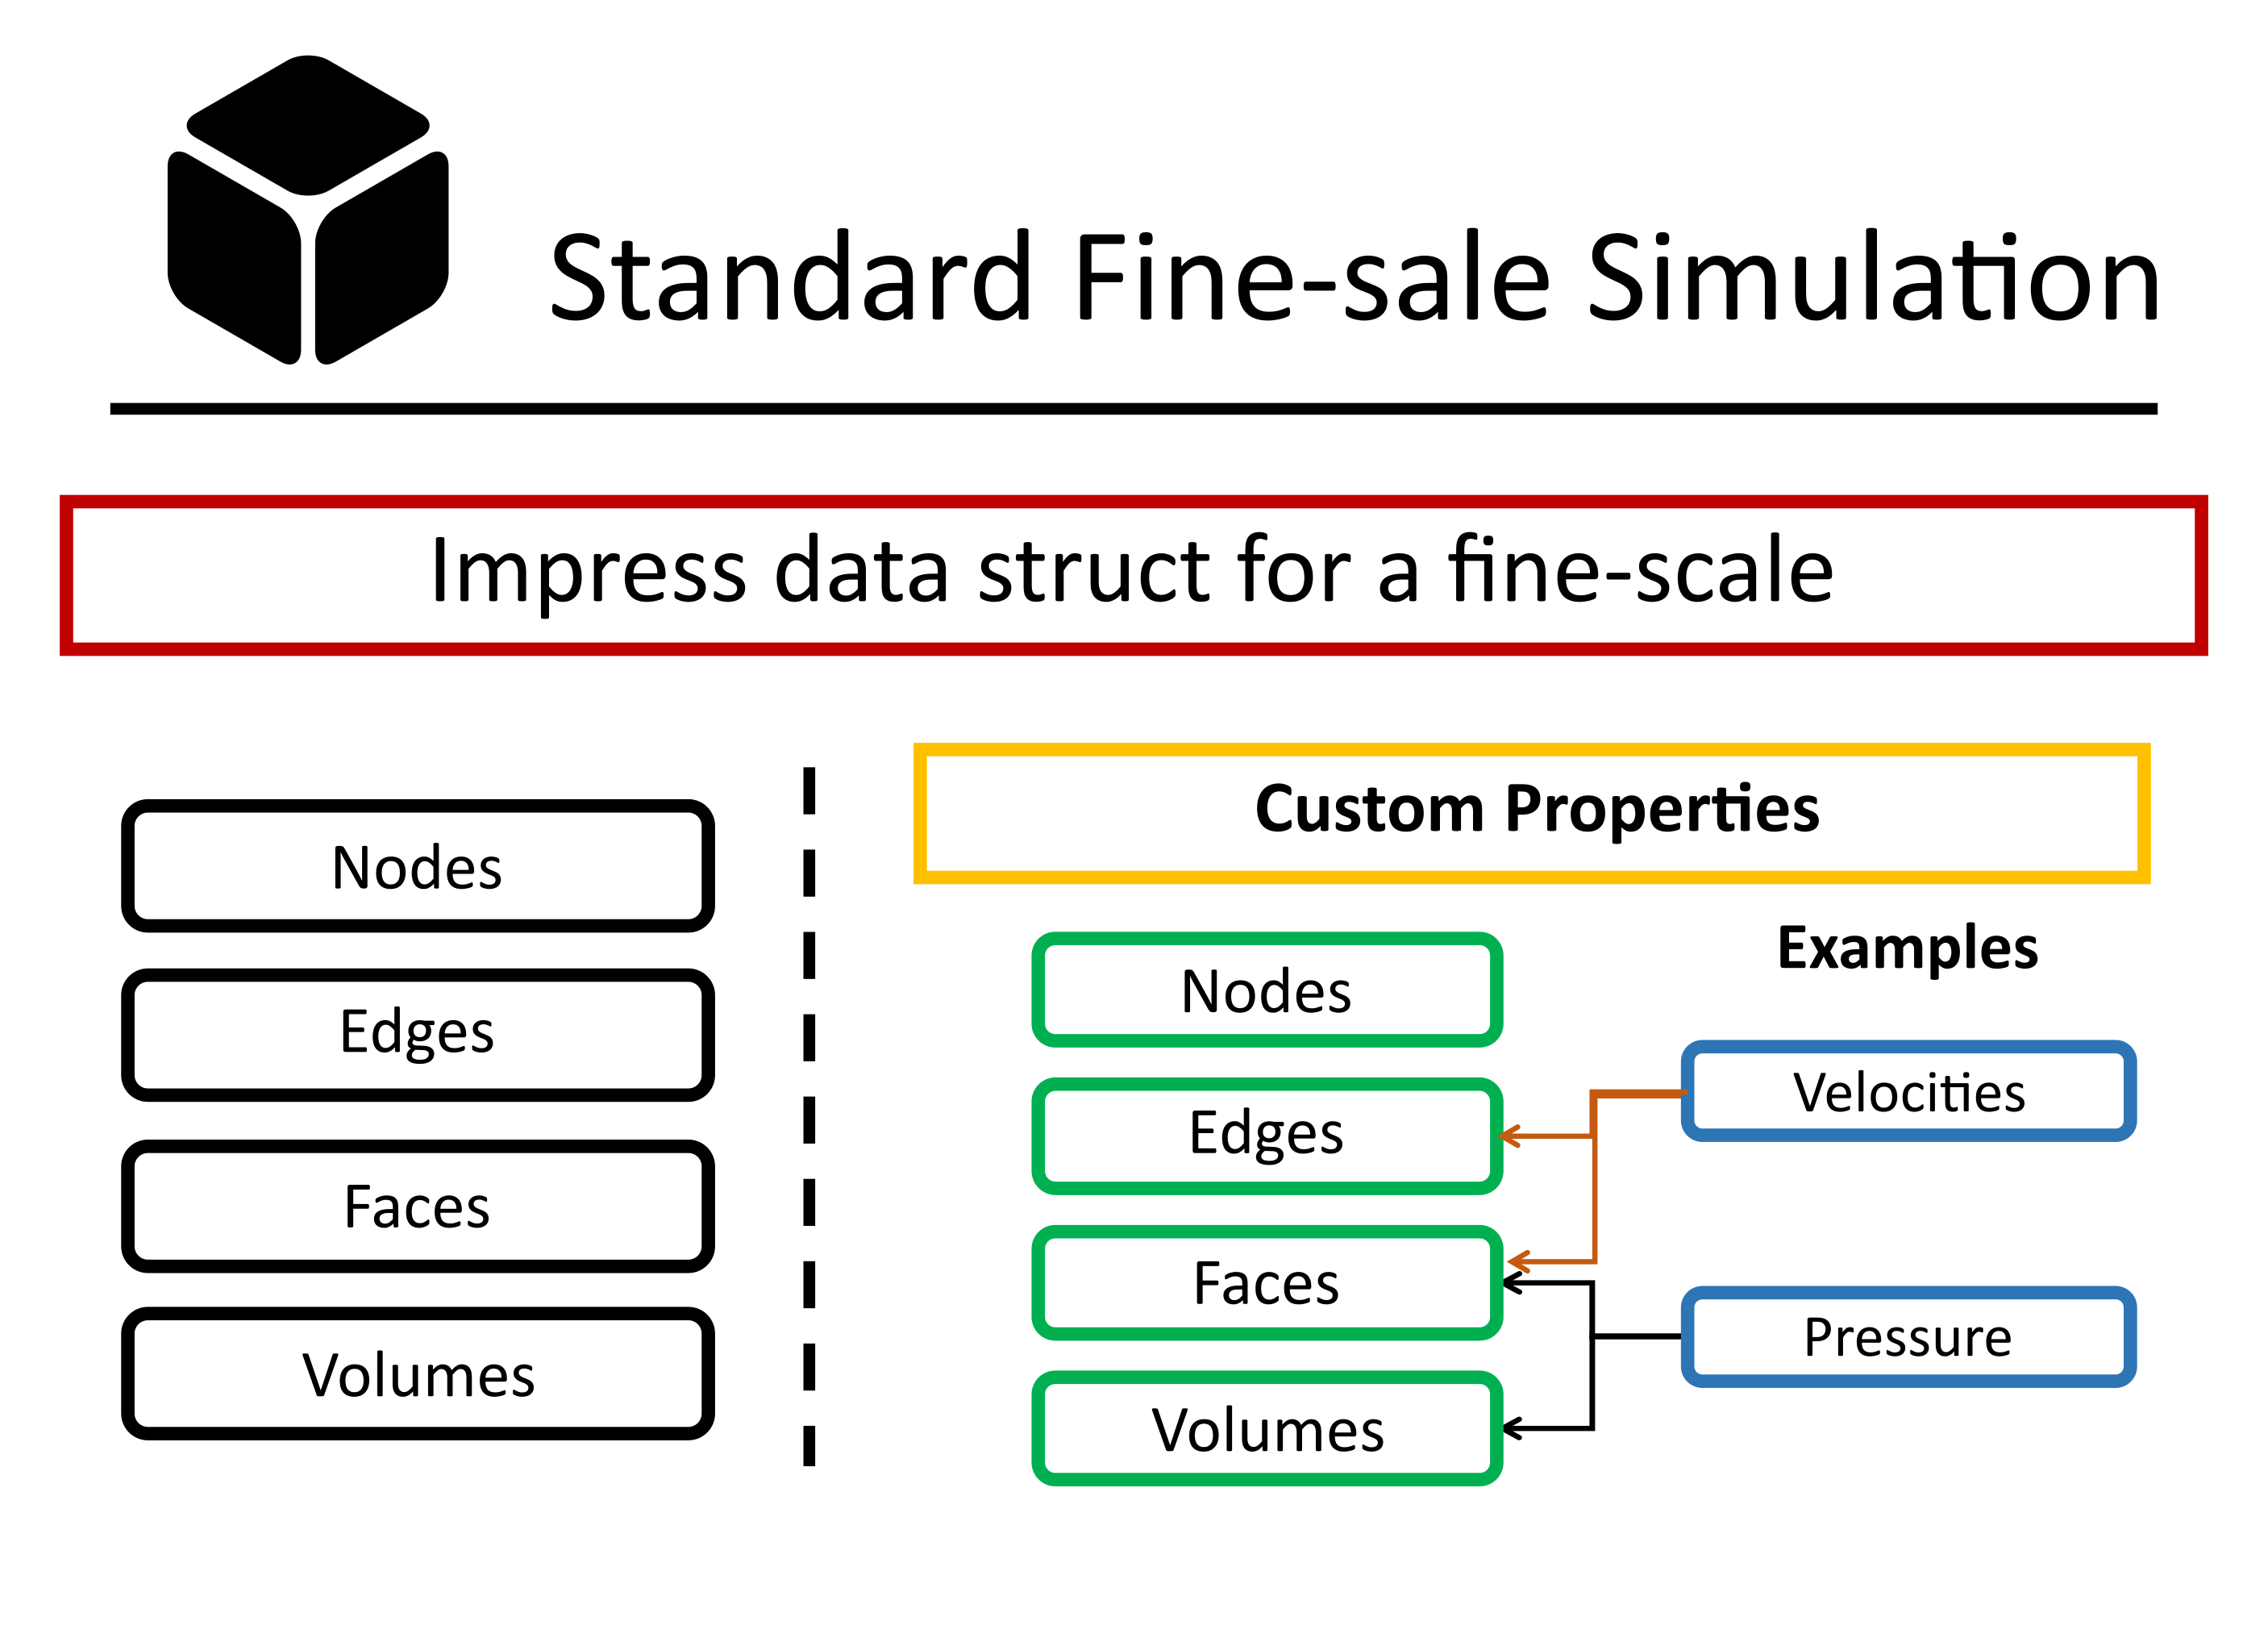 Standard Fine-sale Simulation
Impress data struct for a fine-scale
Nodes
Edges
Faces
Volumes
Custom Properties
Examples
Nodes
Edges
Faces
Volumes
Velocities
Pressure